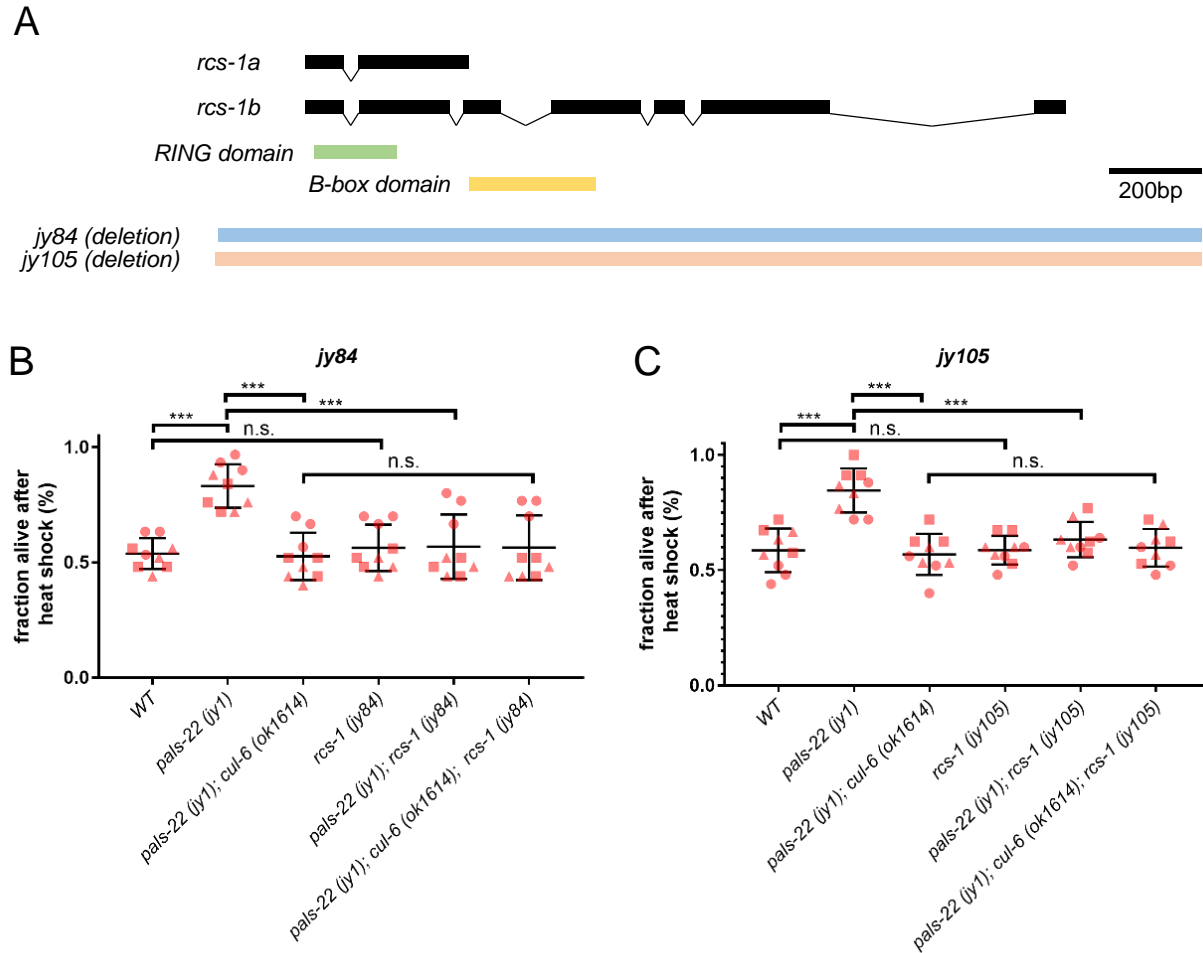 A
rcs-1a
rcs-1b
RING domain
B-box domain
200bp
jy84 (deletion)
jy105 (deletion)
B
jy84
***
***
***
n.s.
n.s.
fraction alive after
heat shock (%)
1.0
0.5
0.0
WT
pals-22 (jy1)
pals-22 (jy1); cul-6 (ok1614)
rcs-1 (jy84)
pals-22 (jy1); rcs-1 (jy84)
pals-22 (jy1); cul-6 (ok1614); rcs-1 (jy84)
C
jy105
***
***
***
n.s.
n.s.
fraction alive after
heat shock (%)
1.0
0.5
0.0
WT
pals-22 (jy1)
pals-22 (jy1); cul-6 (ok1614)
rcs-1 (jy105)
pals-22 (jy1); rcs-1 (jy105)
pals-22 (jy1); cul-6 (ok1614); rcs-1 (jy105)